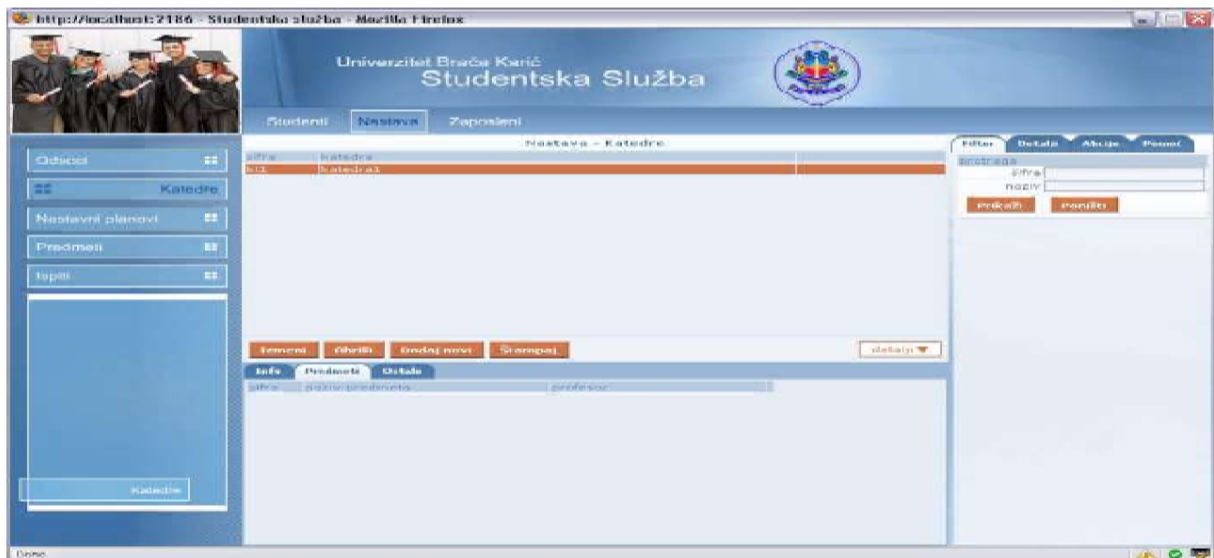 http://localhost:2186 - Studentska služba - Mozilla Firefox
Univerzitet Braća Karić
Studentska Služba
Studenti Nastava Zaposleni
Odseci
Katedre
Nastavni planovi
Predmeti
Ispiti
Katedre
Nastava - Katedre
šifra katedra
kt1 katedra1
Izmeni Obriši Dodaj novi Štampaj detalji
Info Predmeti Ostalo
šifra naziv predmeta profesor
Filter Detalji Akcije Pomoć
pretraga
šifra
naziv
Prikaži Poništi
Done